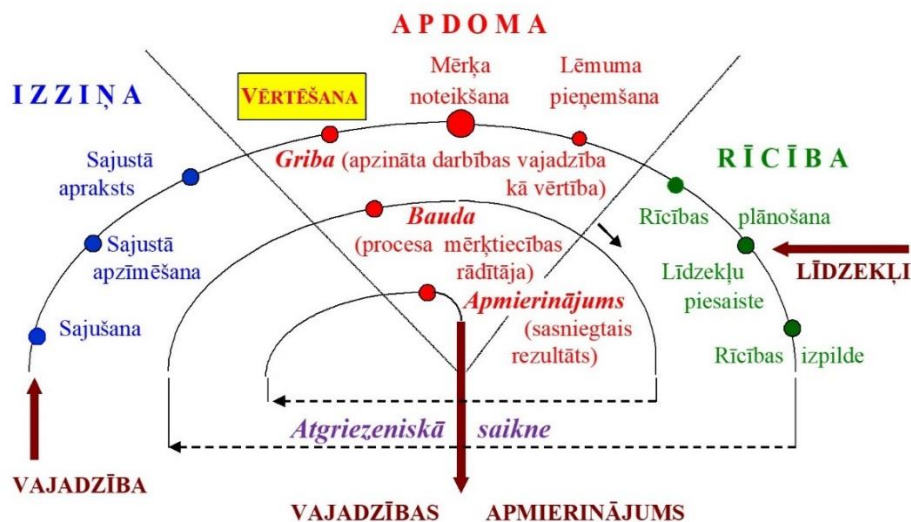 APDOMA
IZZIŅA
VĒRTĒŠANA
Mērķa
noteikšana
Lēmuma
pieņemšana
RĪCĪBA
Sajustā
apraksts
Griba (apzināta darbības vajadzība
kā vērtība)
Sajustā
apzīmēšana
Bauda
(procesa mērķtiecības
rādītāja)
Rīcības plānošana
Līdzekļu
piesaiste
LĪDZEKĻI
Sajušana
Apmierinājums
(sasniegtais
rezultāts)
Rīcības izpilde
Atgriezeniskā saikne
VAJADZĪBA
VAJADZĪBAS APMIERINĀJUMS